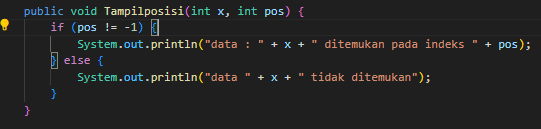 public void Tampilposisi(int x, int pos) {
if (pos != -1) {
System.out.println("data : " + x + " ditemukan pada indeks " + pos);
} else {
System.out.println("data " + x + " tidak ditemukan");
}
}